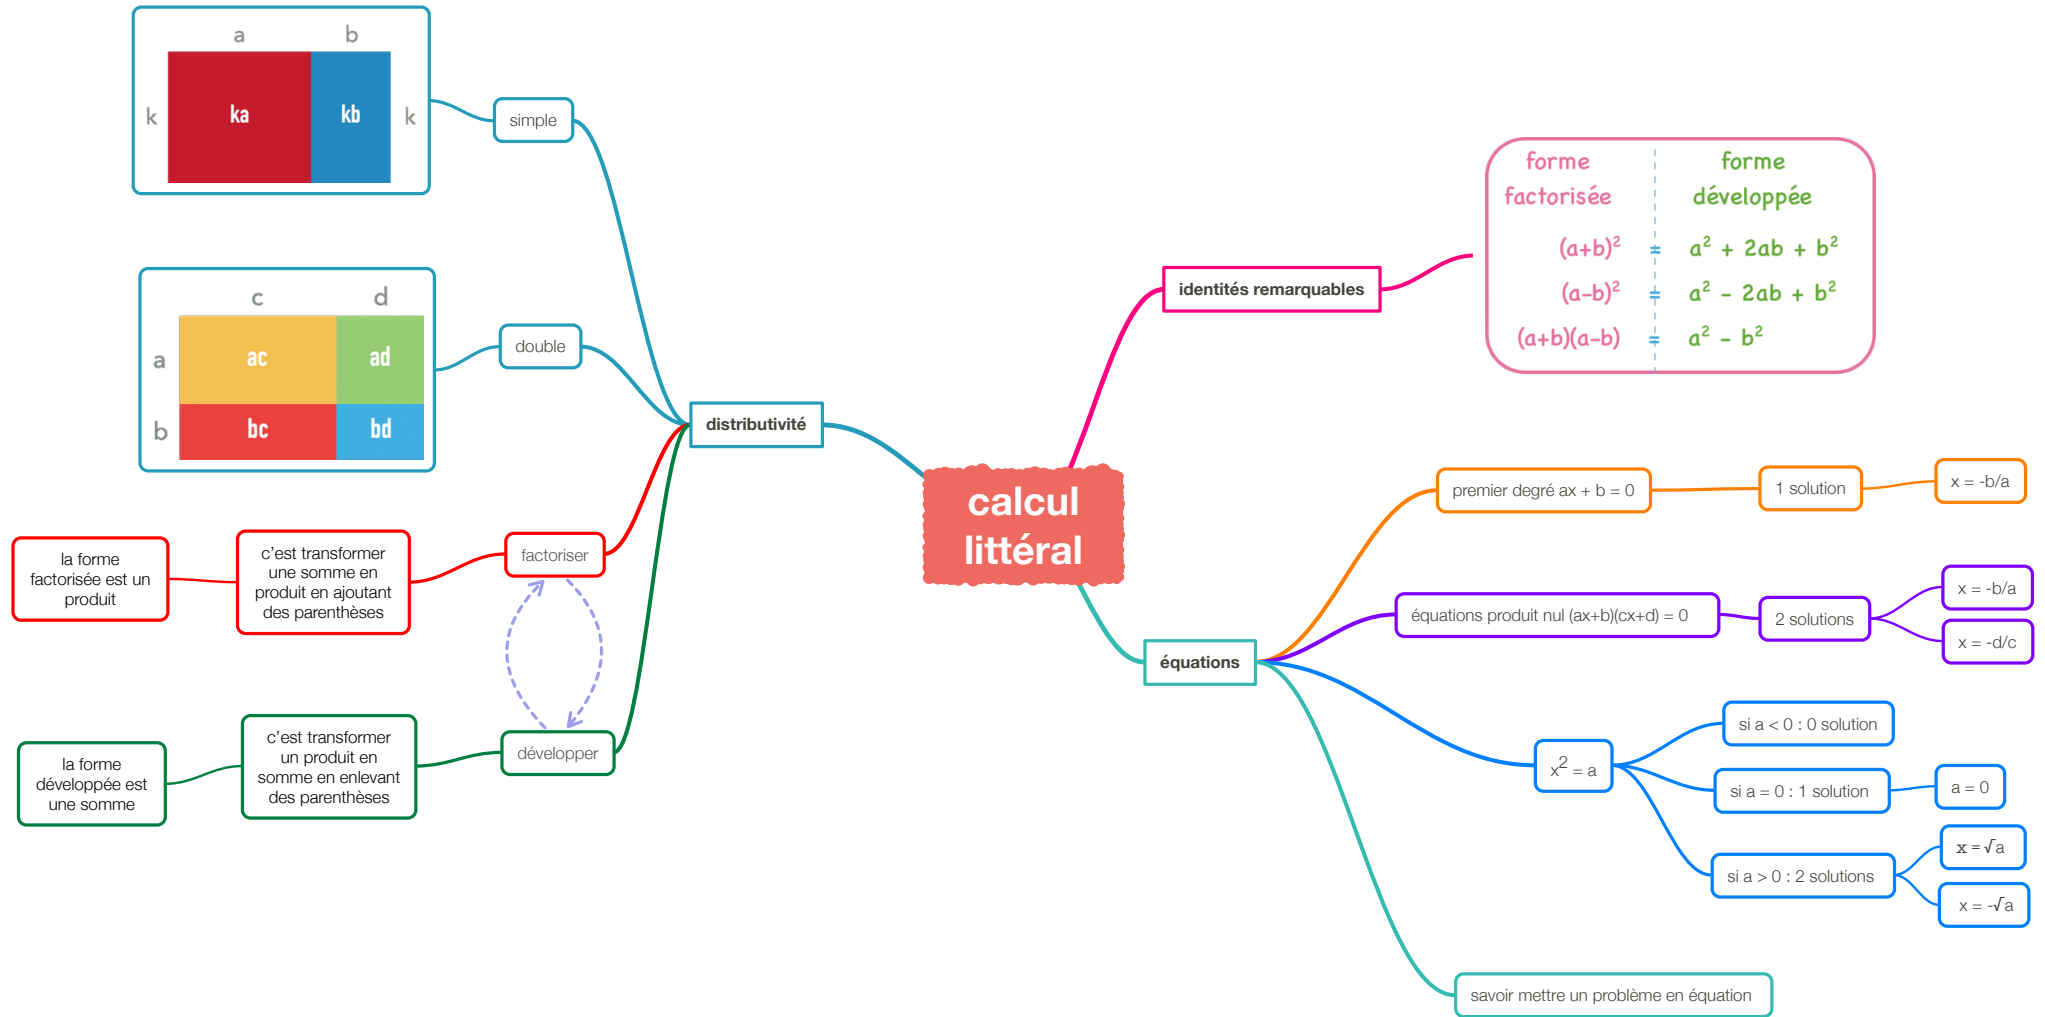 calcul
littéral
distributivité
simple
a b
k ka kb k
double
c d
a ac ad
b bc bd
factoriser
c’est transformer
une somme en
produit en ajoutant
des parenthèses
la forme
factorisée est un
produit
développer
c’est transformer
un produit en
somme en enlevant
des parenthèses
la forme
développée est
une somme
identités remarquables
forme forme
factorisée développée
(a+b)² = a² + 2ab + b²
(a-b)² = a² - 2ab + b²
(a+b)(a-b) = a² - b²
équations
premier degré ax + b = 0
1 solution
x = -b/a
équations produit nul (ax+b)(cx+d) = 0
2 solutions
x = -b/a
x = -d/c
x² = a
si a < 0 : 0 solution
si a = 0 : 1 solution
a = 0
si a > 0 : 2 solutions
x = √a
x = -√a
savoir mettre un problème en équation